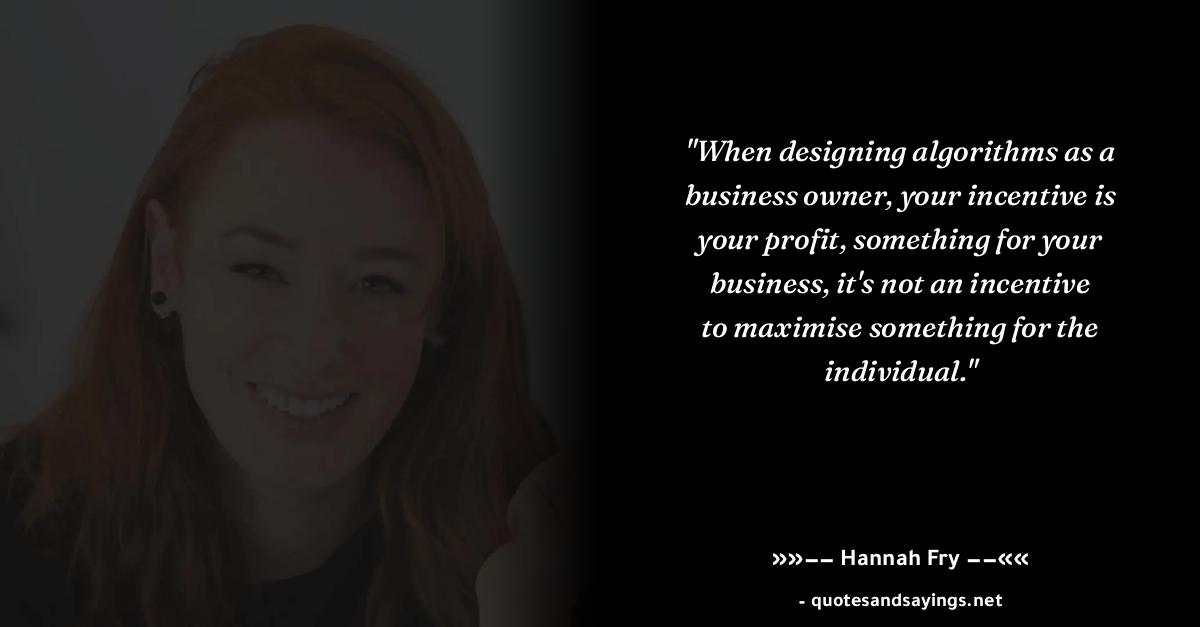 "When designing algorithms as a
business owner, your incentive is
your profit, something for your
business, it's not an incentive
to maximise something for the
individual."
»»–– Hannah Fry ––««
- quotesandsayings.net